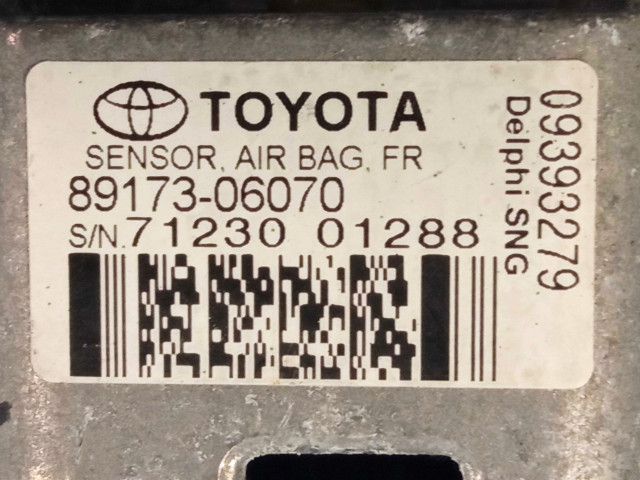 TOYOTA
SENSOR, AIR BAG, FR
89173-06070
S/N.71230 01288
09393279
Delphi SNG